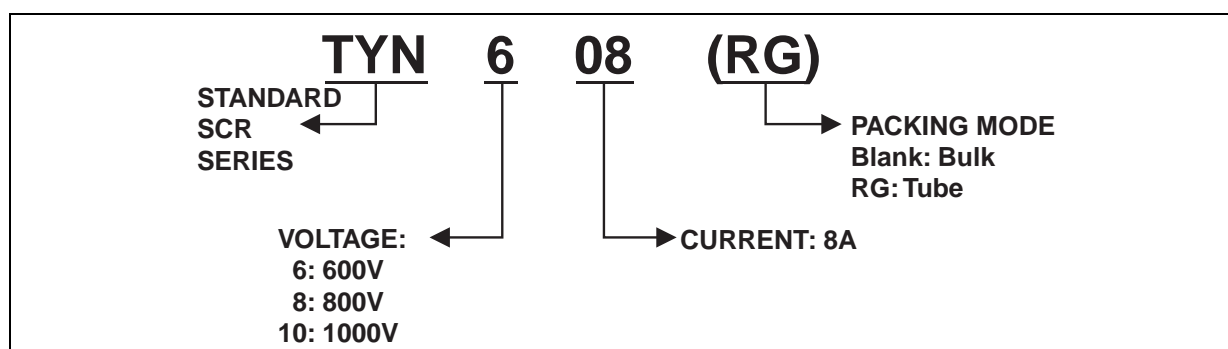 TYN 6 08 (RG)
STANDARD
SCR
SERIES
PACKING MODE
Blank: Bulk
RG: Tube
VOLTAGE:
6: 600V
8: 800V
10: 1000V
CURRENT: 8A